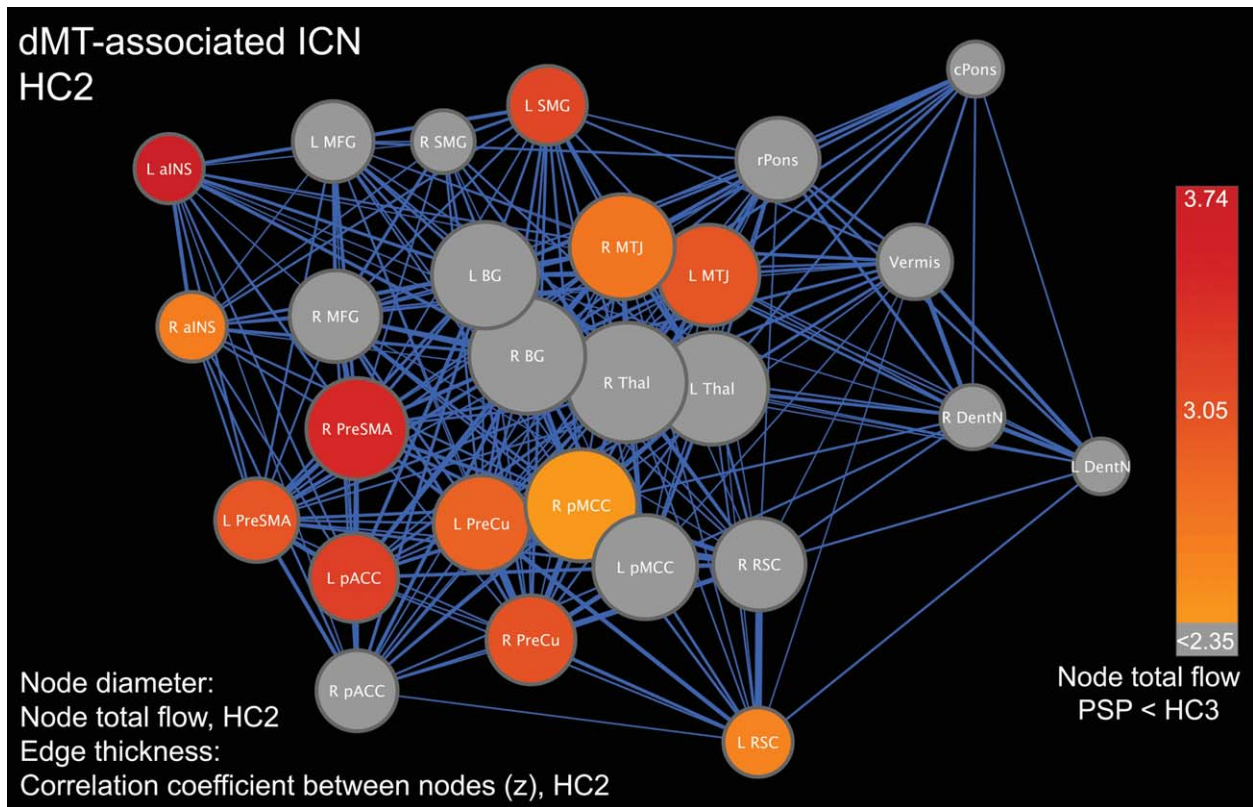 dMT-associated ICN
HC2
cPons
L SMG
L MFG
R SMG
rPons
L aINS
3.74
R MTJ
L BG
L MTJ
Vermis
R MFG
R aINS
R BG
R Thal
L Thal
3.05
R DentN
R PreSMA
L DentN
R pMCC
L PreSMA
L PreCu
R RSC
L pMCC
L pACC
R PreCu
<2.35
Node total flow
PSP < HC3
R pACC
L RSC
Node diameter:
Node total flow, HC2
Edge thickness:
Correlation coefficient between nodes (z), HC2